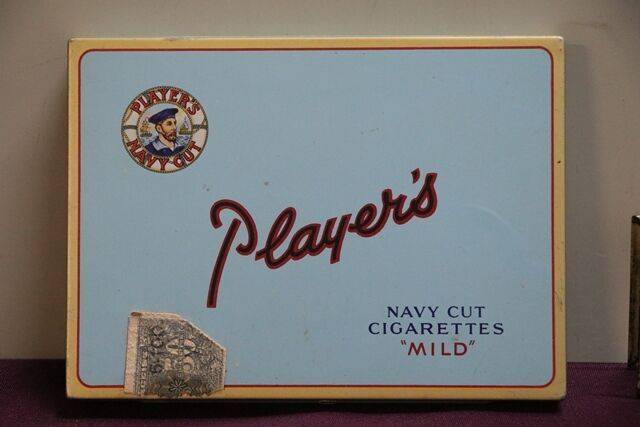 PLAYER'S
NAVY CUT
Player's
NAVY CUT
CIGARETTES
"MILD"